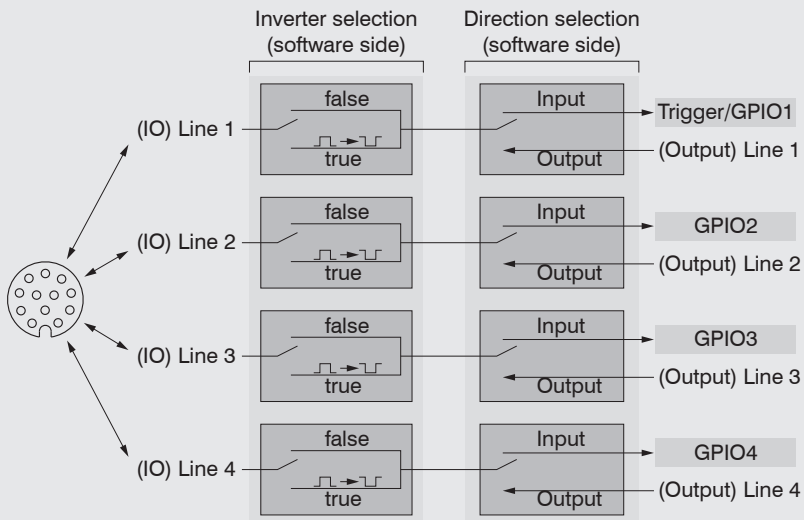 Inverter selection
(software side)
Direction selection
(software side)
false
Input
Trigger/GPIO1
(IO) Line 1
(Output) Line 1
true
Output
false
Input
GPIO2
(IO) Line 2
(Output) Line 2
true
Output
false
Input
GPIO3
(IO) Line 3
(Output) Line 3
true
Output
false
Input
GPIO4
(IO) Line 4
(Output) Line 4
true
Output